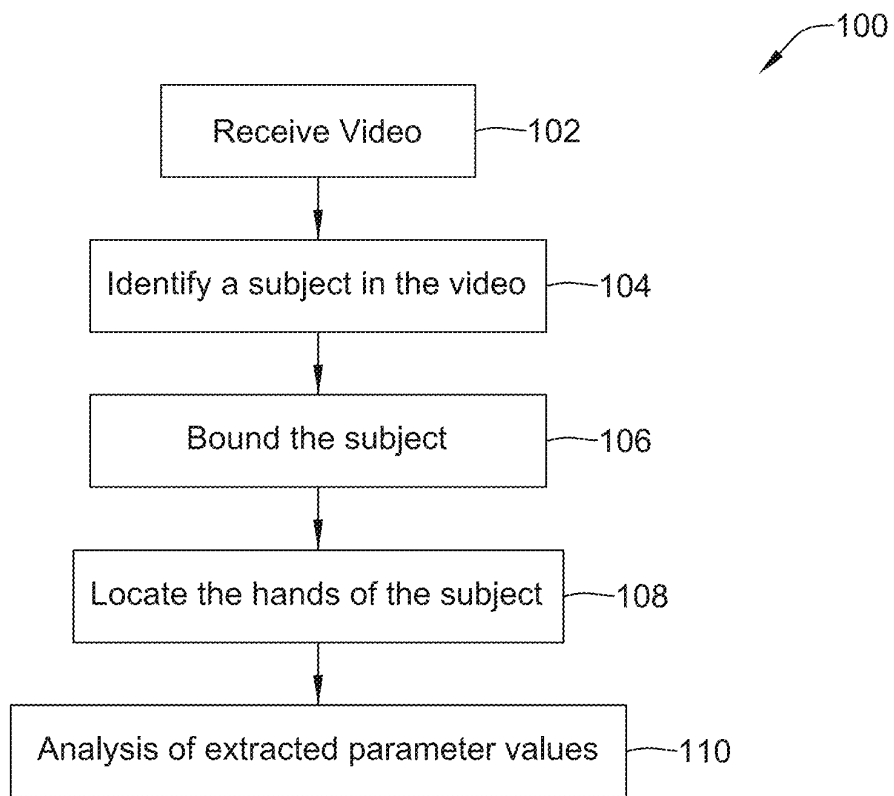 100
Receive Video 102
Identify a subject in the video 104
Bound the subject 106
Locate the hands of the subject 108
Analysis of extracted parameter values 110